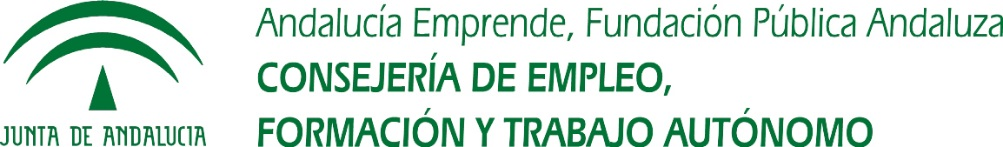 Andalucía Emprende, Fundación Pública Andaluza
CONSEJERÍA DE EMPLEO,
FORMACIÓN Y TRABAJO AUTÓNOMO
JUNTA DE ANDALUCIA